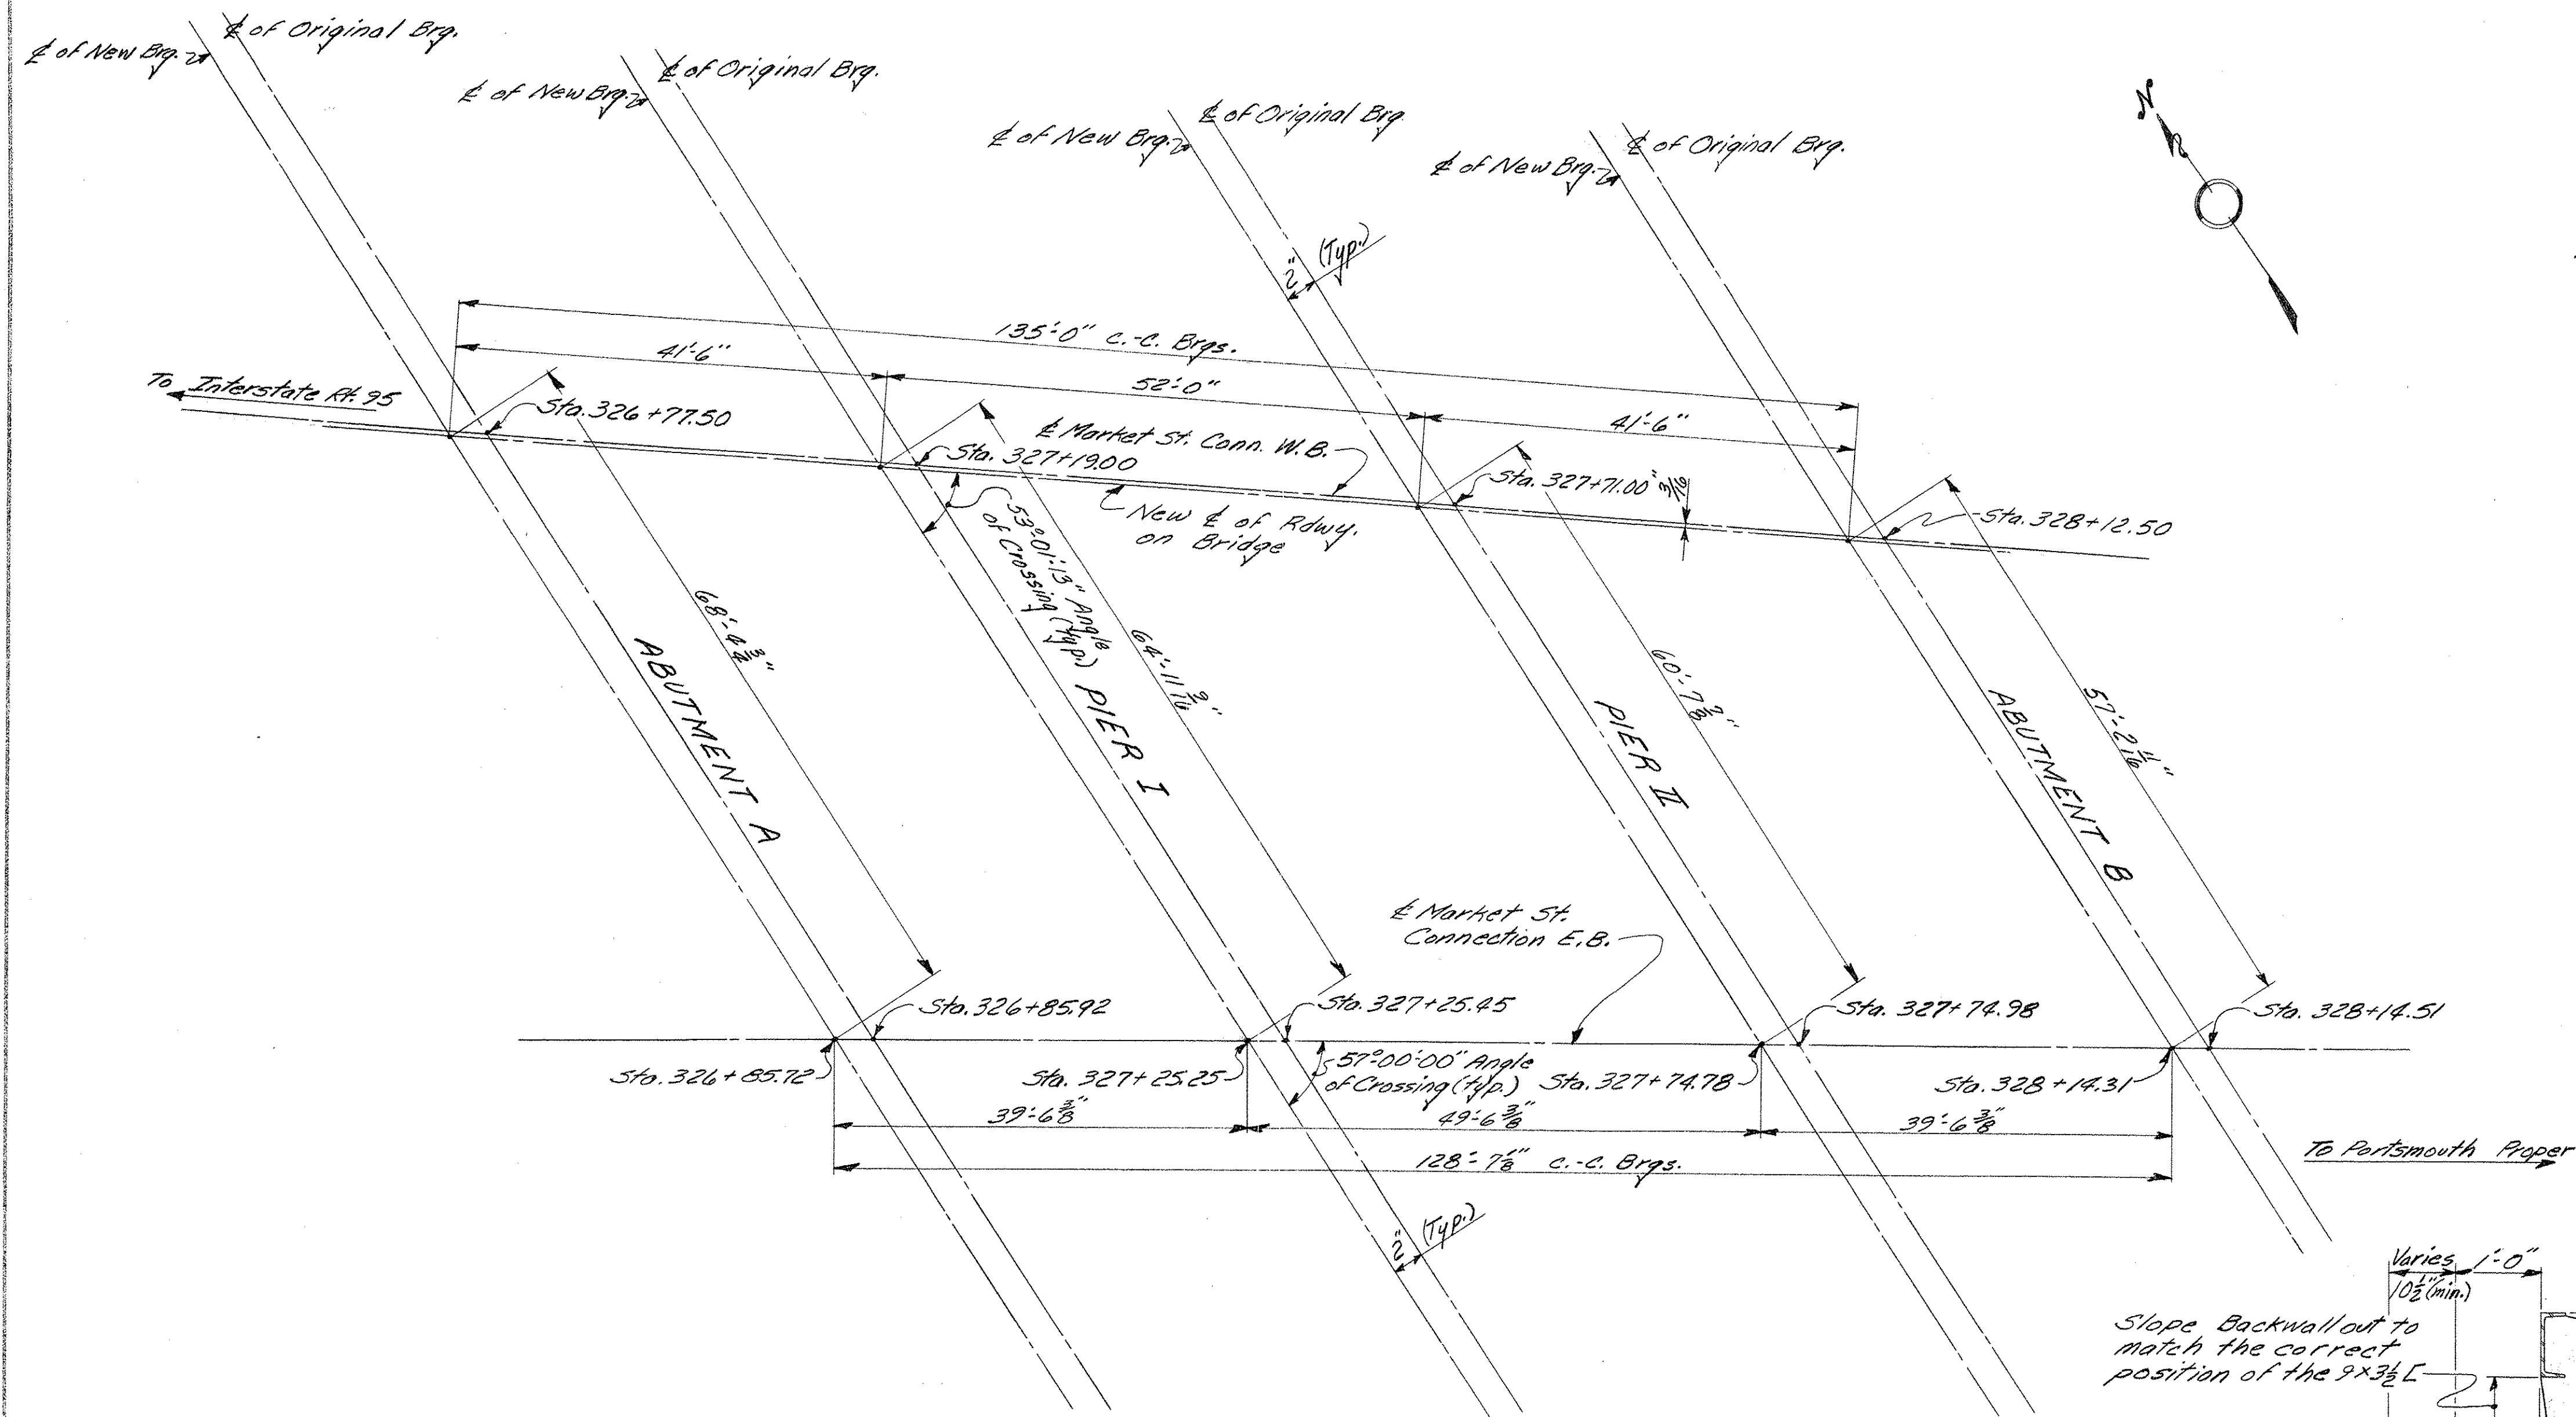 ℄ of New Brg.
℄ of Original Brg.
℄ of New Brg.
℄ of Original Brg.
℄ of New Brg.
℄ of Original Brg.
℄ of New Brg.
℄ of Original Brg.
N
2" (Typ.)
135'-0" c.-c. Brgs.
41'-6"
52'-0"
41'-6"
To Interstate Rt. 95
Sta. 326+77.50
Sta. 327+19.00
℄ Market St. Conn. W.B.
Sta. 327+71.00
3/16"
Sta. 328+12.50
New ℄ of Rdwy.
on Bridge
53°-01'-13" Angle
of Crossing (typ.)
68'-4 3/4"
64'-11 9/16"
60'-7 7/8"
57'-2 11/16"
ABUTMENT A
PIER I
PIER II
ABUTMENT B
℄ Market St.
Connection E.B.
Sta. 326+85.92
Sta. 327+25.45
Sta. 327+74.98
Sta. 328+14.51
Sta. 326+85.72
Sta. 327+25.25
57°-00'-00" Angle
of Crossing (typ.)
Sta. 327+74.78
Sta. 328+14.31
39'-6 3/8"
49'-6 3/8"
39'-6 3/8"
128'-7 1/8" c.-c. Brgs.
To Portsmouth Proper
2" (Typ.)
Varies 1'-0"
10 1/2" (min.)
Slope Backwall out to
match the correct
position of the 9x3 1/2 [